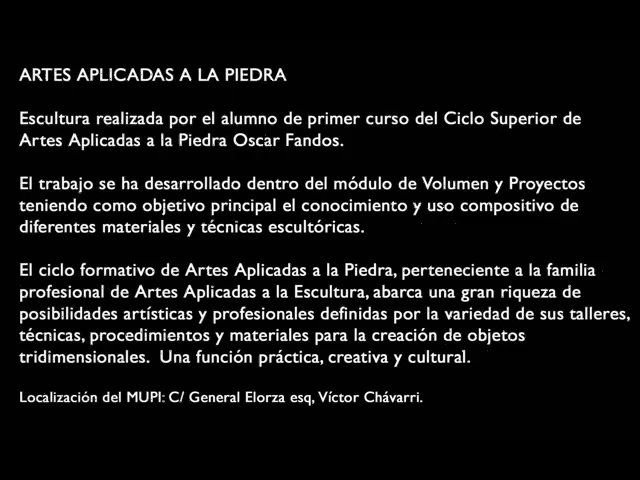 ARTES APLICADAS A LA PIEDRA
Escultura realizada por el alumno de primer curso del Ciclo Superior de
Artes Aplicadas a la Piedra Oscar Fandos.
El trabajo se ha desarrollado dentro del módulo de Volumen y Proyectos
teniendo como objetivo principal el conocimiento y uso compositivo de
diferentes materiales y técnicas escultóricas.
El ciclo formativo de Artes Aplicadas a la Piedra, perteneciente a la familia
profesional de Artes Aplicadas a la Escultura, abarca una gran riqueza de
posibilidades artísticas y profesionales definidas por la variedad de sus talleres,
técnicas, procedimientos y materiales para la creación de objetos
tridimensionales.  Una función práctica, creativa y cultural.
Localización del MUPI: C/ General Elorza esq, Víctor Chávarri.